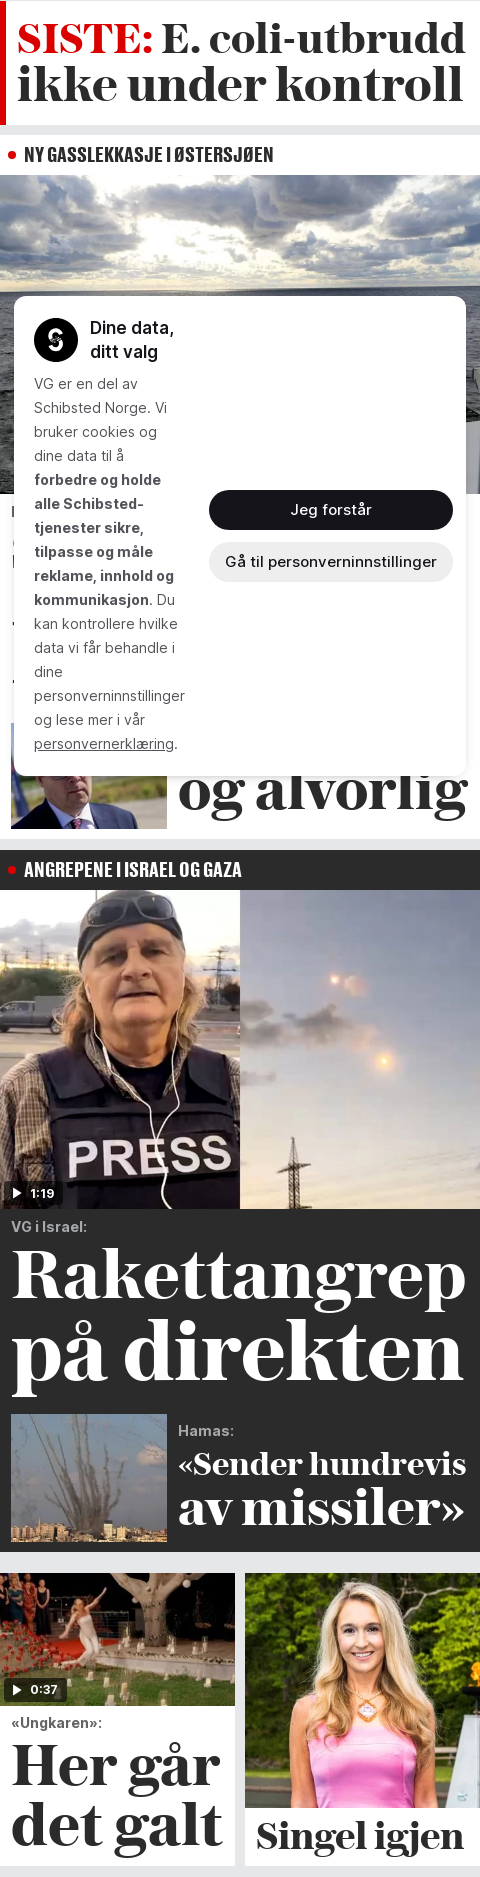 SISTE: E. coli-utbrudd
ikke under kontroll
NY GASSLEKKASJE I ØSTERSJØEN
Dine data,
ditt valg
VG er en del av
Schibsted Norge. Vi
bruker cookies og
dine data til å
forbedre og holde
alle Schibsted-
tjenester sikre,
tilpasse og måle
reklame, innhold og
kommunikasjon. Du
kan kontrollere hvilke
data vi får behandle i
dine
personverninnstillinger
og lese mer i vår
personvernerklæring.
Jeg forstår
Gå til personverninnstillinger
og alvorlig
ANGREPENE I ISRAEL OG GAZA
PRESS
1:19
VG i Israel:
Rakettangrep
på direkten
Hamas:
«Sender hundrevis
av missiler»
0:37
«Ungkaren»:
Her går
det galt
Singel igjen